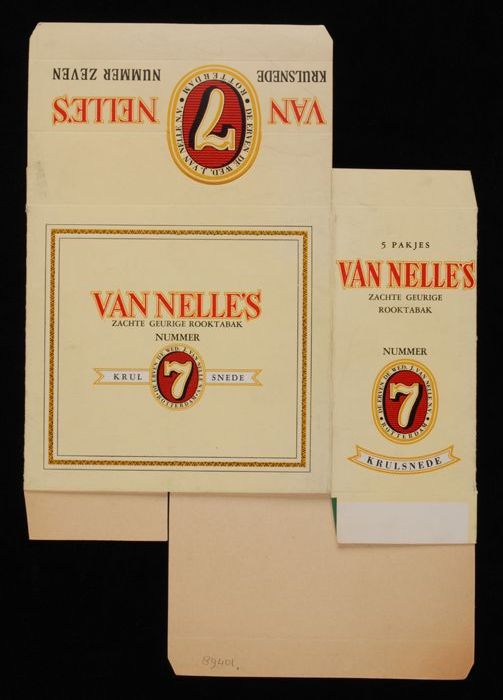 KRULSNEDE
NUMMER ZEVEN
VAN
NELLE'S
DE ERVEN DE WED. J. VAN NELLE N.V. • ROTTERDAM •
7
VAN NELLE'S
ZACHTE GEURIGE ROOKTABAK
NUMMER
DE ERVEN DE WED. J. VAN NELLE N.V. • ROTTERDAM •
7
KRUL SNEDE
5 PAKJES
VAN NELLE'S
ZACHTE GEURIGE
ROOKTABAK
NUMMER
DE ERVEN DE WED. J. VAN NELLE N.V. • ROTTERDAM •
7
KRULSNEDE
89401.